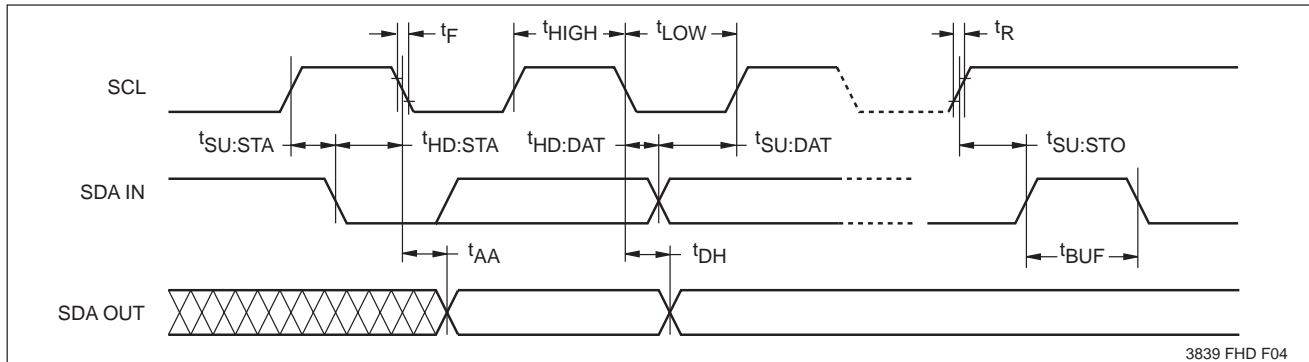 tF
tHIGH
tLOW
tR
SCL
tSU:STA
tHD:STA
tHD:DAT
tSU:DAT
tSU:STO
SDA IN
tAA
tDH
tBUF
SDA OUT
3839 FHD F04